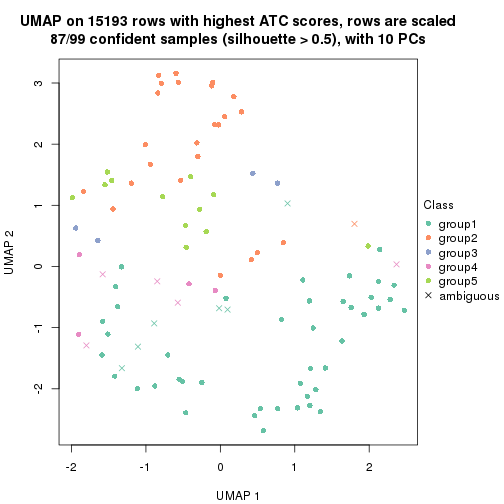 UMAP on 15193 rows with highest ATC scores, rows are scaled
87/99 confident samples (silhouette > 0.5), with 10 PCs
3
2
1
0
-1
-2
UMAP 2
-2
-1
0
1
2
UMAP 1
Class
group1
group2
group3
group4
group5
ambiguous